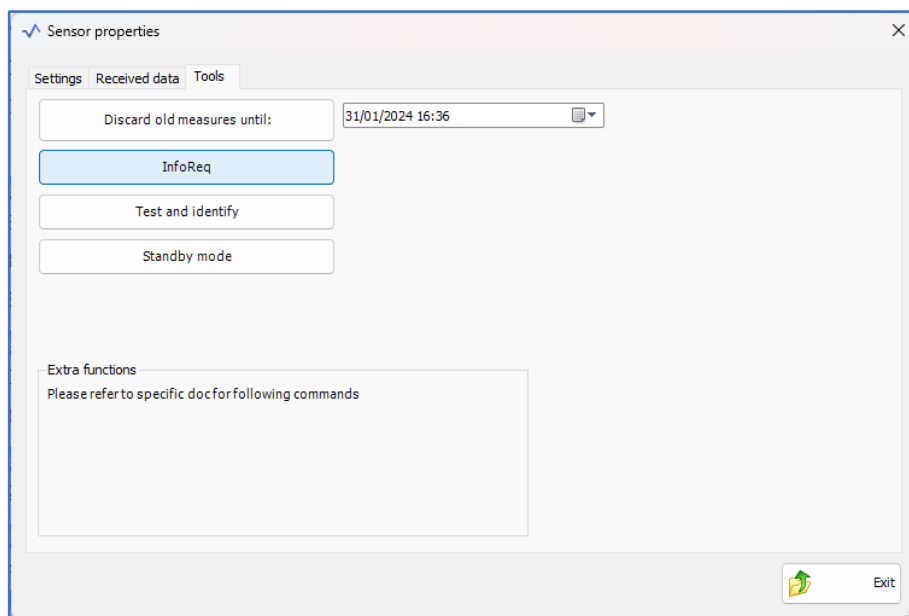 Sensor properties
Settings Received data Tools
Discard old measures until: 31/01/2024 16:36
InfoReq
Test and identify
Standby mode
Extra functions
Please refer to specific doc for following commands
Exit